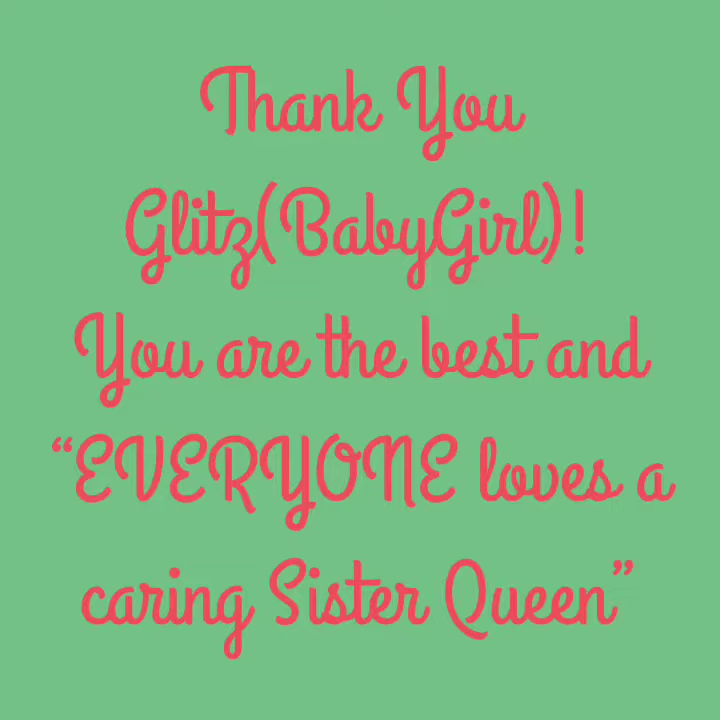 Thank You
Glitz(BabyGirl)!
You are the best and
“EVERYONE loves a
caring Sister Queen”